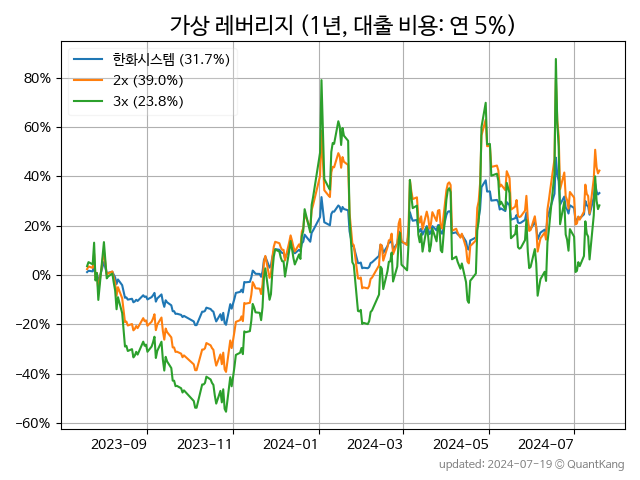 가상 레버리지 (1년, 대출 비용: 연 5%)
한화시스템 (31.7%)
2x (39.0%)
3x (23.8%)
80%
60%
40%
20%
0%
−20%
−40%
−60%
2023-09
2023-11
2024-01
2024-03
2024-05
2024-07
updated: 2024-07-19 © QuantKang